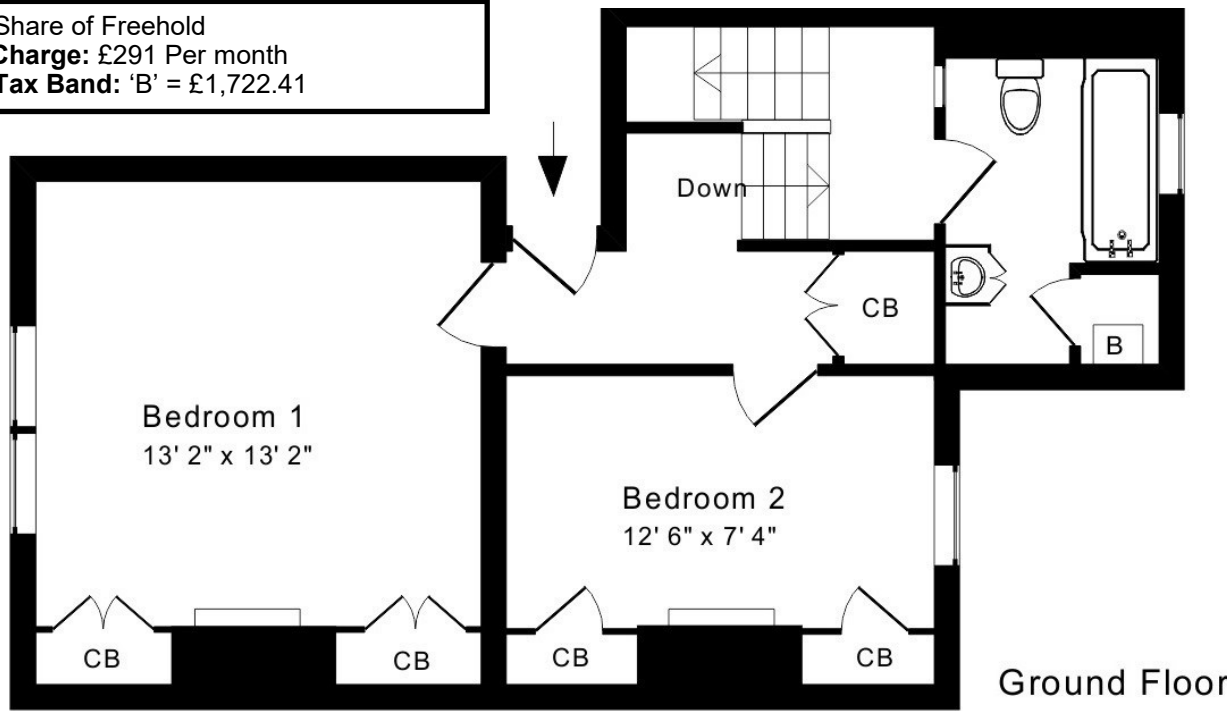 Share of Freehold
Charge: £291 Per month
Tax Band: ‘B’ = £1,722.41
Down
CB
B
Bedroom 1
13' 2" x 13' 2"
Bedroom 2
12' 6" x 7' 4"
CB
CB
CB
CB
Ground Floor